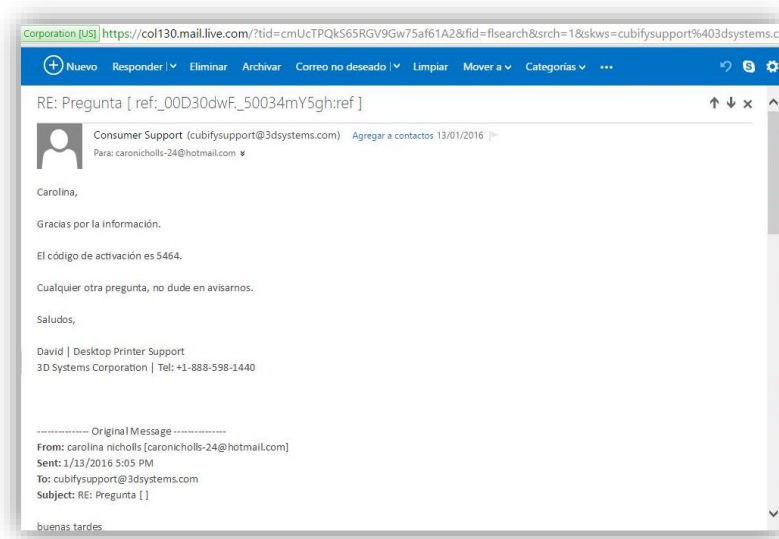 Corporation [US] https://col130.mail.live.com/?tid=cmUcTPQkS65RGV9Gw75af61A2&fid=flsearch&srch=1&skws=cubifysupport%403dsystems.c
Nuevo Responder Eliminar Archivar Correo no deseado Limpiar Mover a Categorías ...
RE: Pregunta [ ref:_00D30dwF._50034mY5gh:ref ]
Consumer Support (cubifysupport@3dsystems.com) Agregar a contactos 13/01/2016
Para: caronicholls-24@hotmail.com
Carolina,
Gracias por la información.
El código de activación es 5464.
Cualquier otra pregunta, no dude en avisarnos.
Saludos,
David | Desktop Printer Support
3D Systems Corporation | Tel: +1-888-598-1440
--------------- Original Message ---------------
From: carolina nicholls [caronicholls-24@hotmail.com]
Sent: 1/13/2016 5:05 PM
To: cubifysupport@3dsystems.com
Subject: RE: Pregunta [ ]
buenas tardes